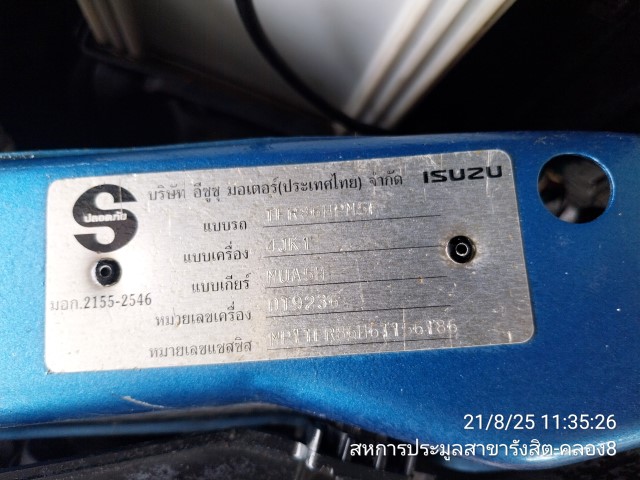 บริษัท อีซูซุ มอเตอร์(ประเทศไทย) จำกัด ISUZU
S
ปลอดภัย
แบบรถ
แบบเครื่อง 4JK1
แบบเกียร์ MUA5H
มอก.2155-2546
หมายเลขเครื่อง
หมายเลขแชสซิส
21/8/25 11:35:26
สหการประมูลสาขารังสิต-คลอง8